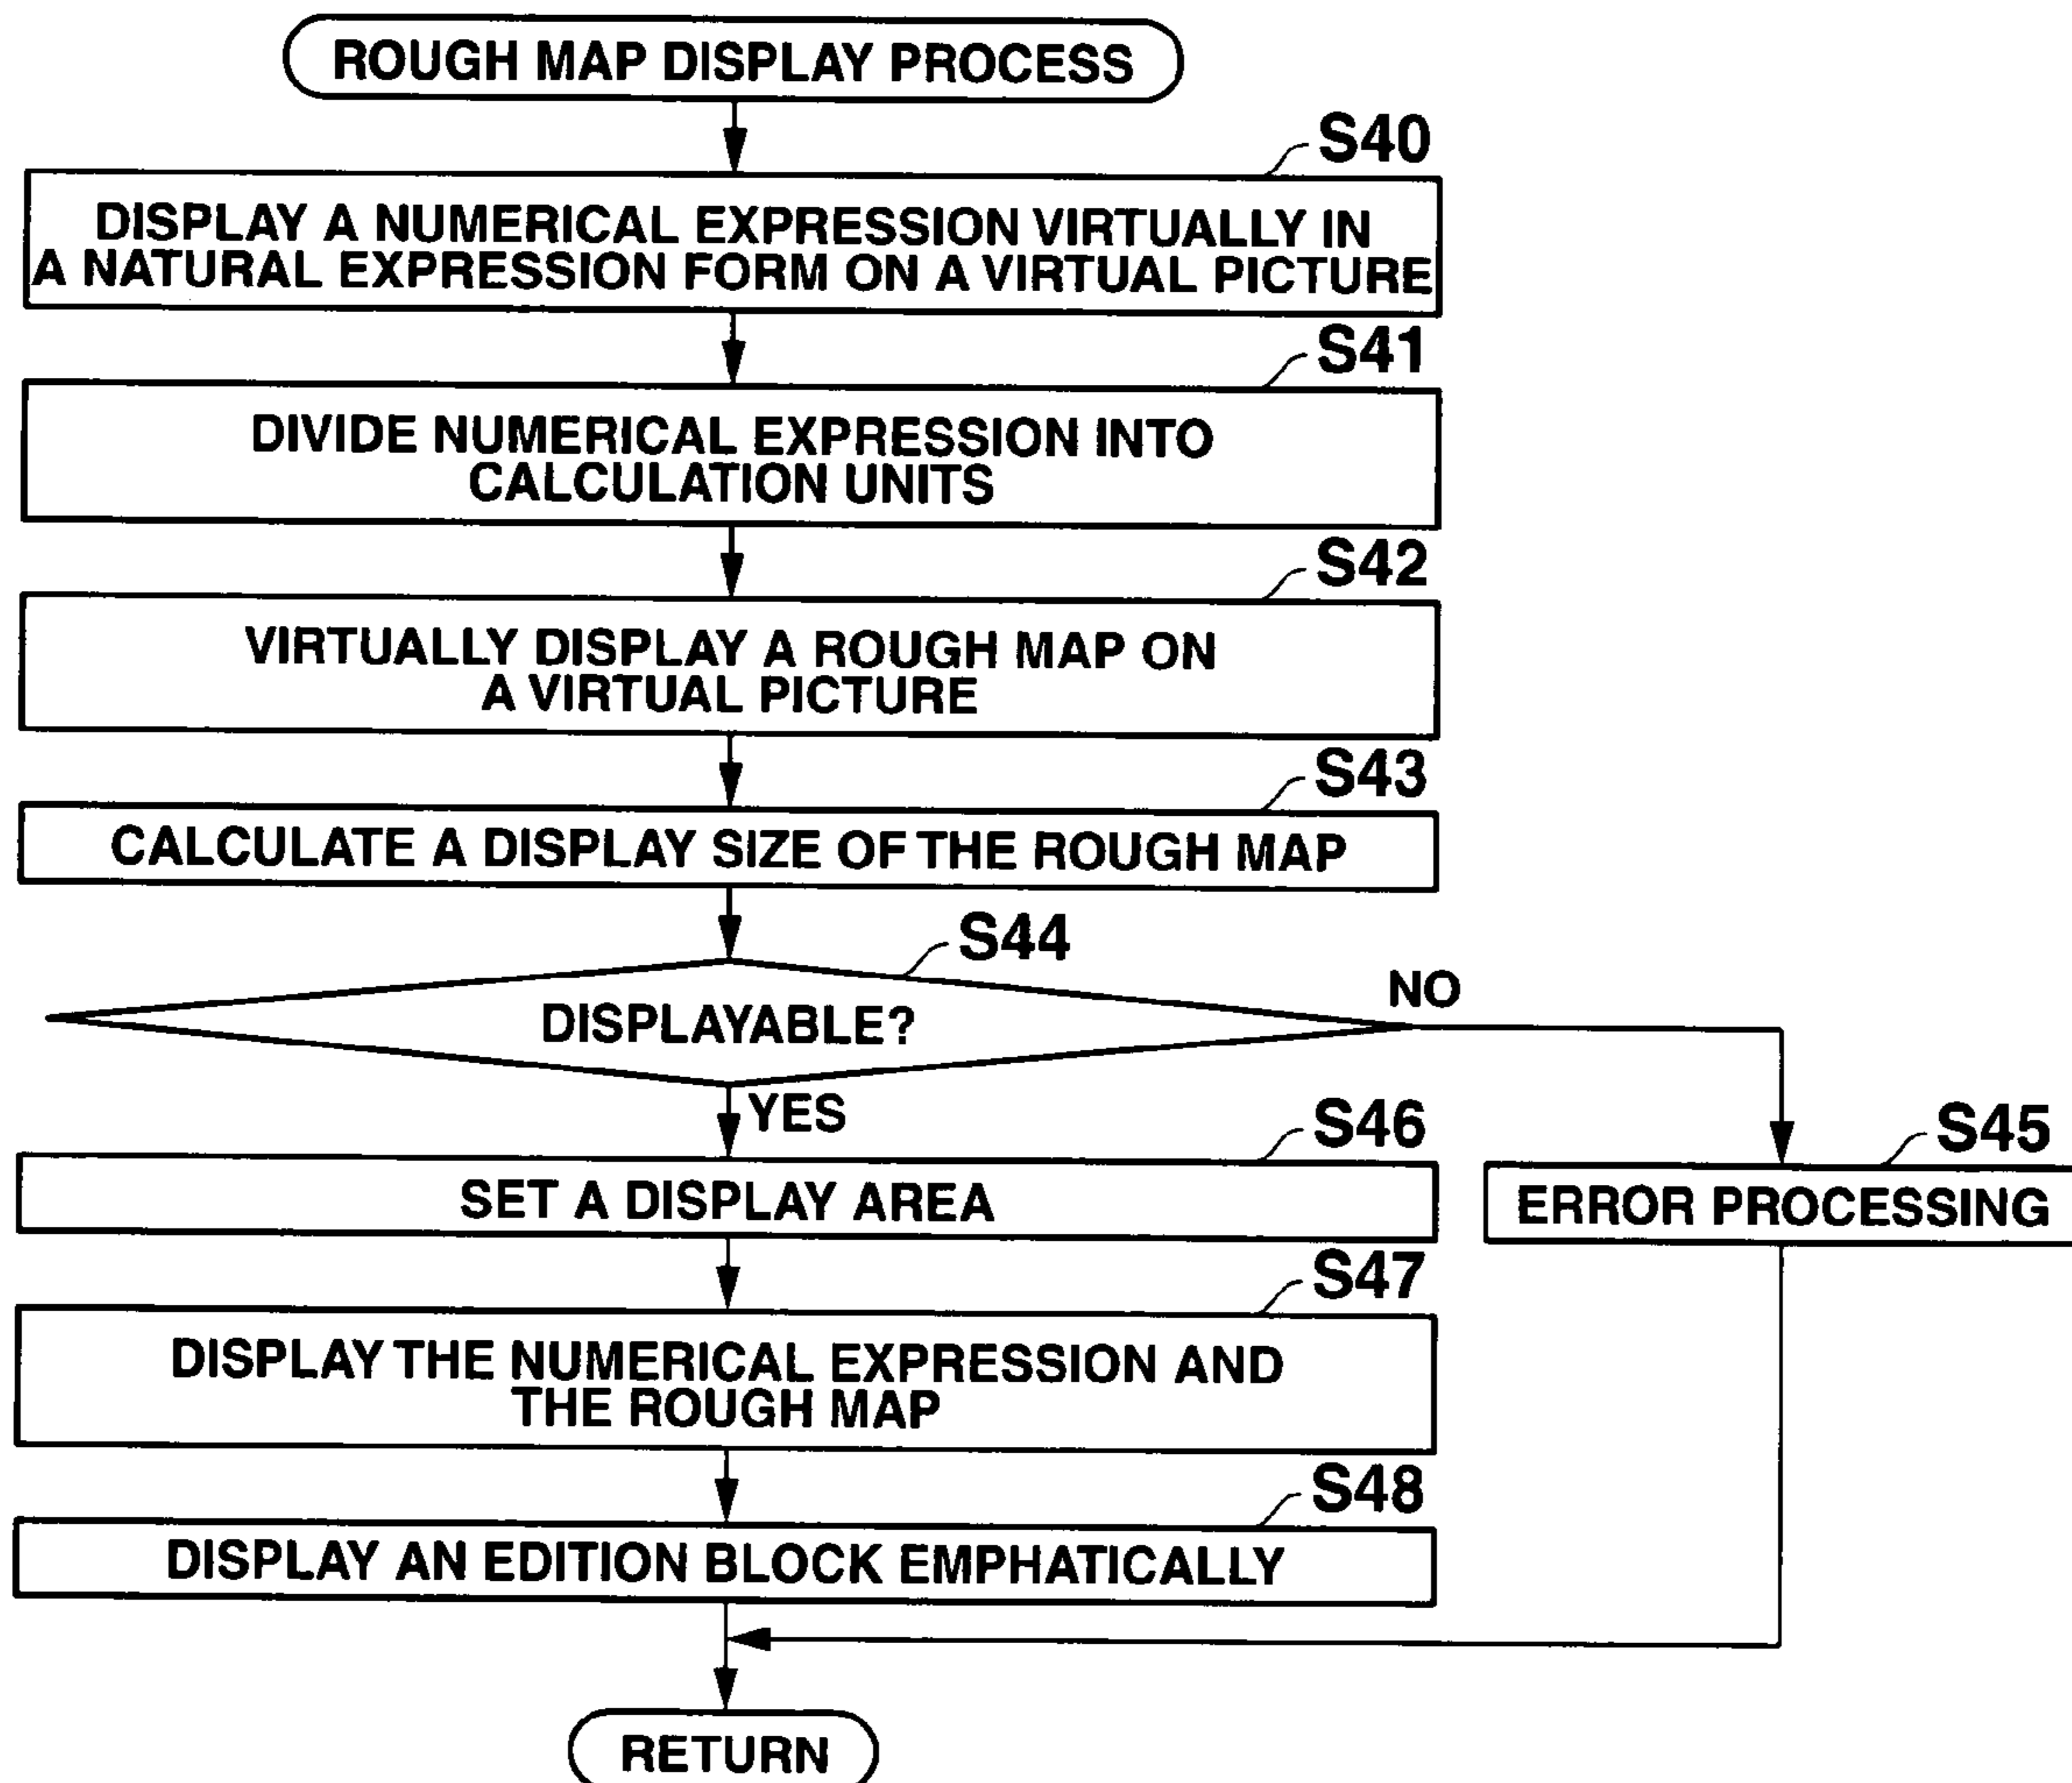 ROUGH MAP DISPLAY PROCESS
S40
DISPLAY A NUMERICAL EXPRESSION VIRTUALLY IN
A NATURAL EXPRESSION FORM ON A VIRTUAL PICTURE
S41
DIVIDE NUMERICAL EXPRESSION INTO
CALCULATION UNITS
S42
VIRTUALLY DISPLAY A ROUGH MAP ON
A VIRTUAL PICTURE
S43
CALCULATE A DISPLAY SIZE OF THE ROUGH MAP
S44
DISPLAYABLE?
NO
YES
S46
SET A DISPLAY AREA
S45
ERROR PROCESSING
S47
DISPLAY THE NUMERICAL EXPRESSION AND
THE ROUGH MAP
S48
DISPLAY AN EDITION BLOCK EMPHATICALLY
RETURN